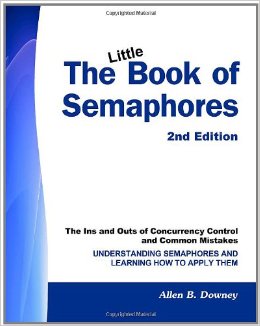 Little
The Book of
Semaphores
2nd Edition
The Ins and Outs of Concurrency Control
and Common Mistakes
UNDERSTANDING SEMAPHORES AND
LEARNING HOW TO APPLY THEM
Allen B. Downey